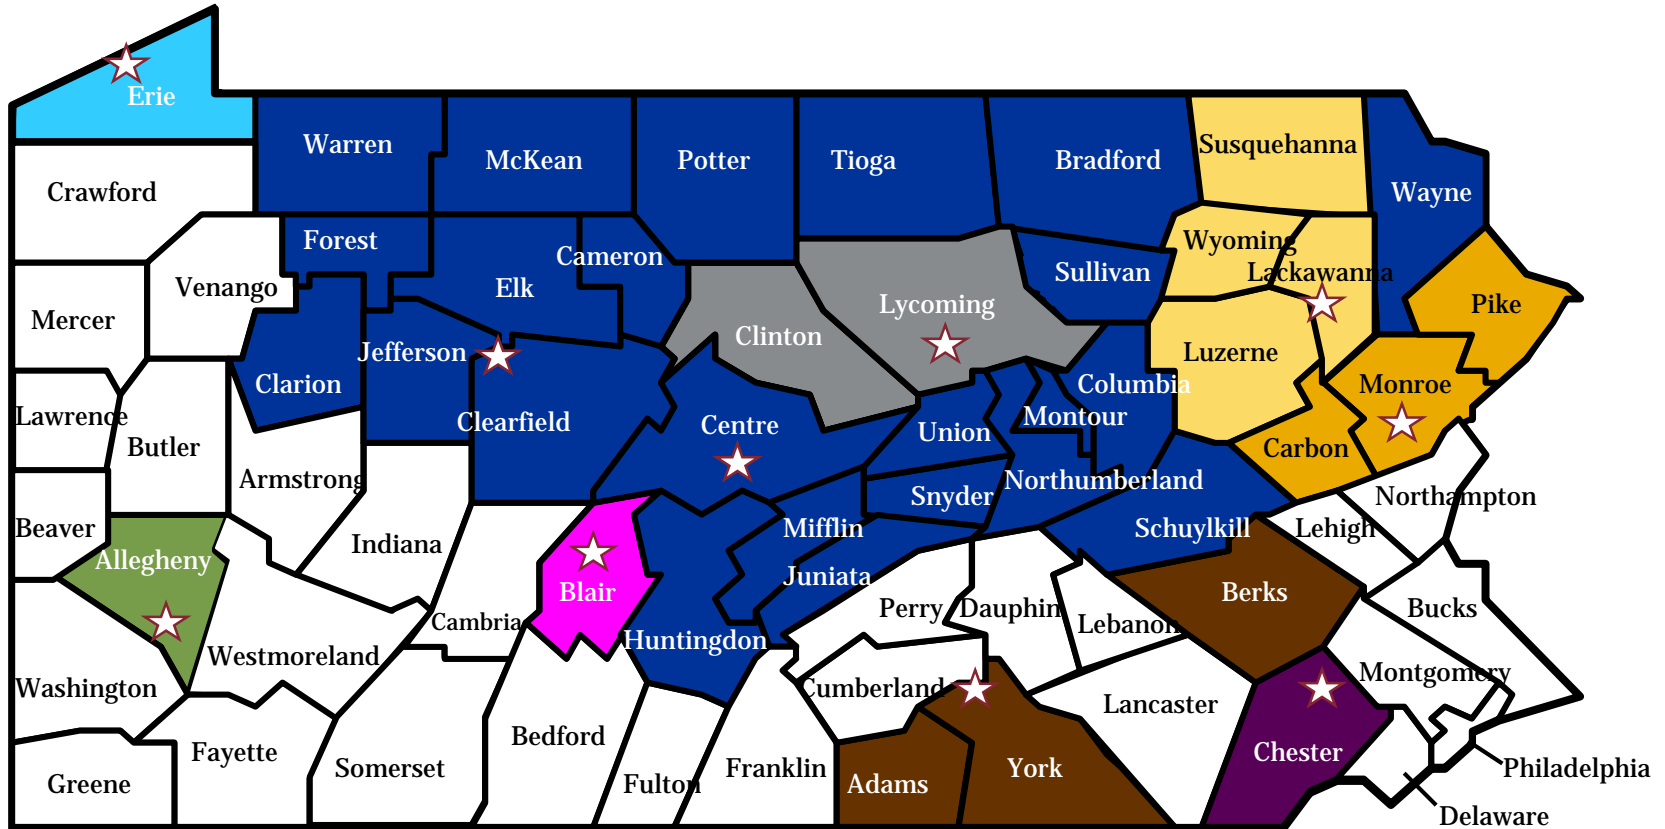 Erie
Warren
McKean
Potter
Tioga
Bradford
Susquehanna
Wayne
Crawford
Forest
Cameron
Wyoming
Venango
Elk
Sullivan
Lackawanna
Mercer
Lycoming
Pike
Clinton
Jefferson
Luzerne
Clarion
Columbia
Monroe
Lawrence
Clearfield
Centre
Montour
Butler
Union
Carbon
Armstrong
Northumberland
Snyder
Northampton
Beaver
Indiana
Mifflin
Schuylkill
Lehigh
Allegheny
Blair
Juniata
Berks
Perry
Dauphin
Bucks
Cambria
Lebanon
Huntingdon
Westmoreland
Montgomery
Washington
Cumberland
Lancaster
Bedford
Fayette
Chester
Somerset
Franklin
York
Philadelphia
Greene
Fulton
Adams
Delaware